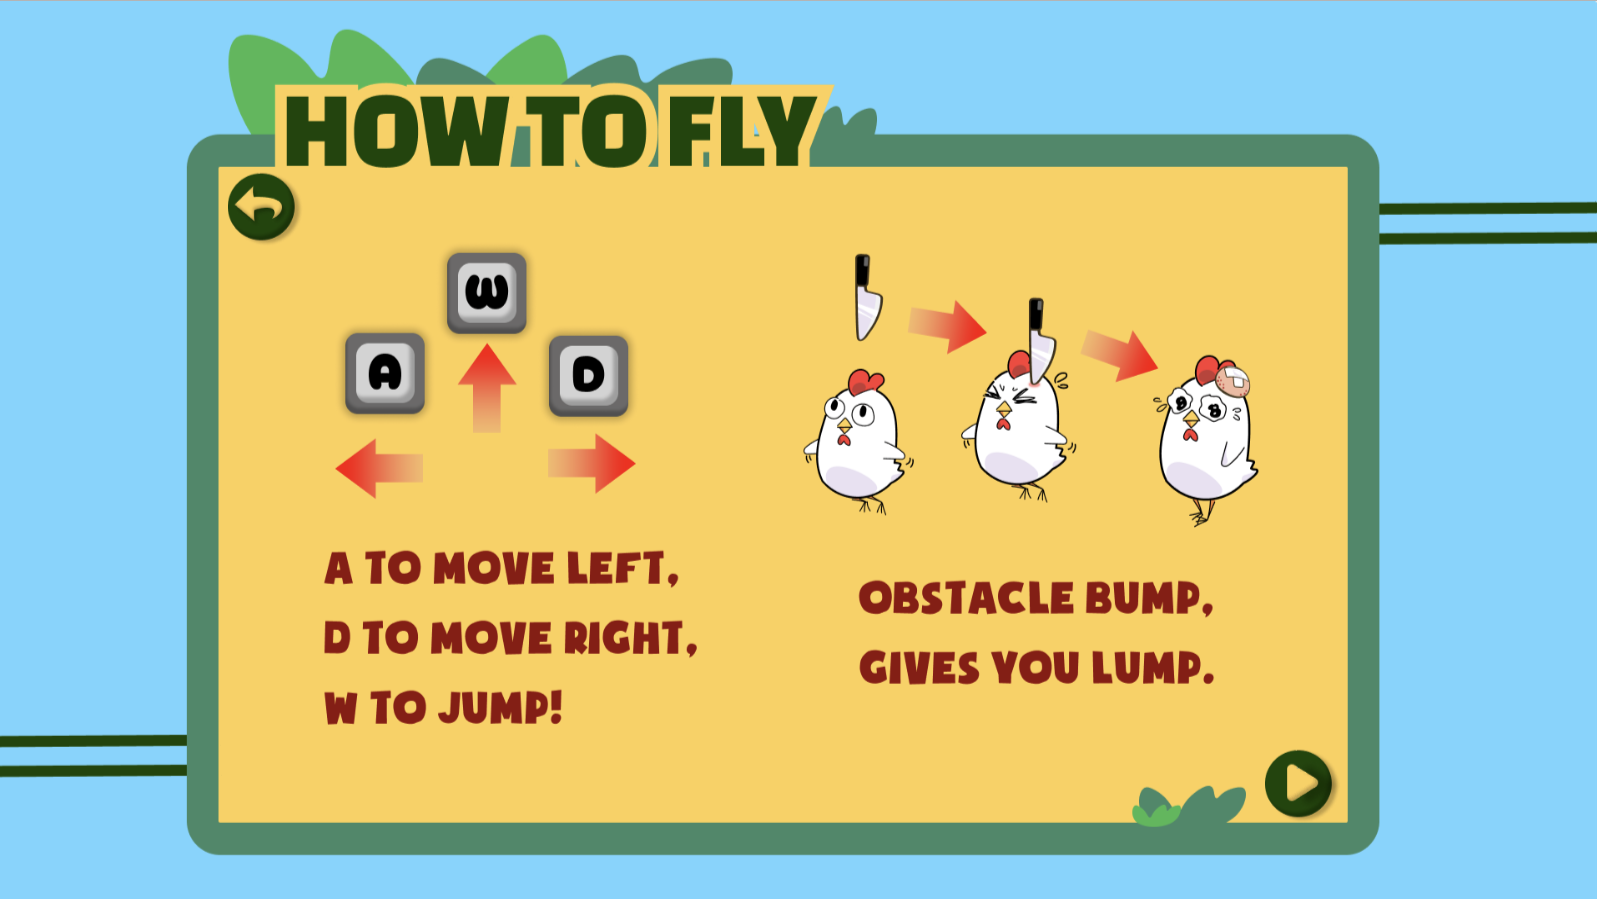 HOW TO FLY
W
A
D
A TO MOVE LEFT,
D TO MOVE RIGHT,
W TO JUMP!
OBSTACLE BUMP,
GIVES YOU LUMP.